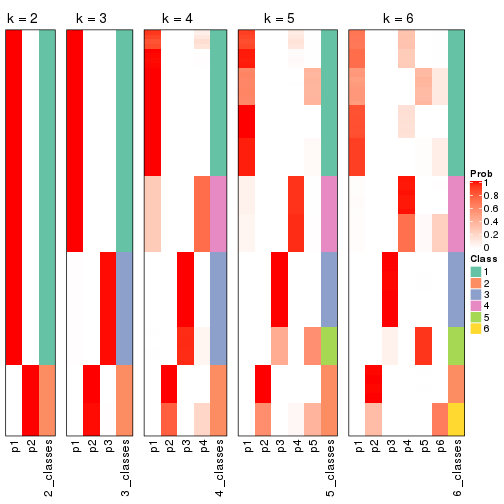 k = 2
k = 3
k = 4
k = 5
k = 6
Prob
1
0.8
0.6
0.4
0.2
0
Class
1
2
3
4
5
6
p1
p2
2_classes
p1
p2
p3
3_classes
p1
p2
p3
p4
4_classes
p1
p2
p3
p4
p5
5_classes
p1
p2
p3
p4
p5
p6
6_classes